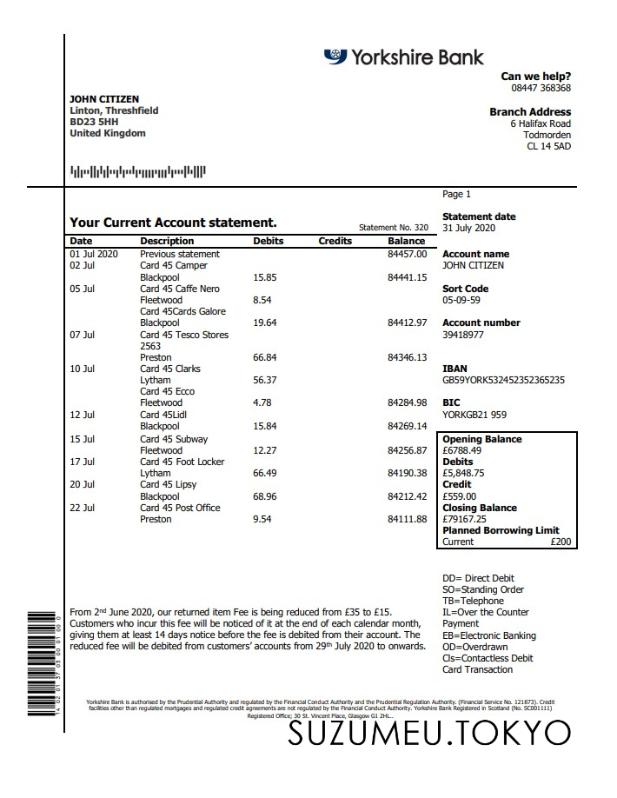 Yorkshire Bank
Can we help?
08447 368368
JOHN CITIZEN
Linton, Threshfield
BD23 5HH
United Kingdom
Branch Address
6 Halifax Road
Todmorden
CL 14 5AD
Page 1
Your Current Account statement.
Statement No. 320
Statement date
31 July 2020
Date Description Debits Credits Balance
01 Jul 2020 Previous statement 84457.00
02 Jul Card 45 Camper
Blackpool 15.85 84441.15
05 Jul Card 45 Caffe Nero
Fleetwood 8.54
Card 45Cards Galore
Blackpool 19.64 84412.97
07 Jul Card 45 Tesco Stores
2563
Preston 66.84 84346.13
10 Jul Card 45 Clarks
Lytham 56.37
Card 45 Ecco
Fleetwood 4.78 84284.98
12 Jul Card 45Lidl
Blackpool 15.84 84269.14
15 Jul Card 45 Subway
Fleetwood 12.27 84256.87
17 Jul Card 45 Foot Locker
Lytham 66.49 84190.38
20 Jul Card 45 Lipsy
Blackpool 68.96 84212.42
22 Jul Card 45 Post Office
Preston 9.54 84111.88
Account name
JOHN CITIZEN
Sort Code
05-09-59
Account number
39418977
IBAN
GB59YORK532452352365235
BIC
YORKGB21 959
Opening Balance
£6788.49
Debits
£5,848.75
Credit
£559.00
Closing Balance
£79167.25
Planned Borrowing Limit
Current £200
DD= Direct Debit
SO=Standing Order
TB=Telephone
IL=Over the Counter
Payment
EB=Electronic Banking
OD=Overdrawn
Cls=Contactless Debit
Card Transaction
From 2nd June 2020, our returned item Fee is being reduced from £35 to £15.
Customers who incur this fee will be noticed of it at the end of each calendar month,
giving them at least 14 days notice before the fee is debited from their account. The
reduced fee will be debited from customers' accounts from 29th July 2020 to onwards.
Yorkshire Bank is authorised by the Prudential Authority and regulated by the Financial Conduct Authority and the Prudential Regulation Authority. (Financial Service No. 121873). Credit
facilities other than regulated mortgages and regulated credit agreements are not regulated by the Financial Conduct Authority. Yorkshire Bank Registered in Scotland (No. SC001111)
Registered Office; 30 St. Vincent Place, Glasgow G1 2HL..
SUZUMEU.TOKYO